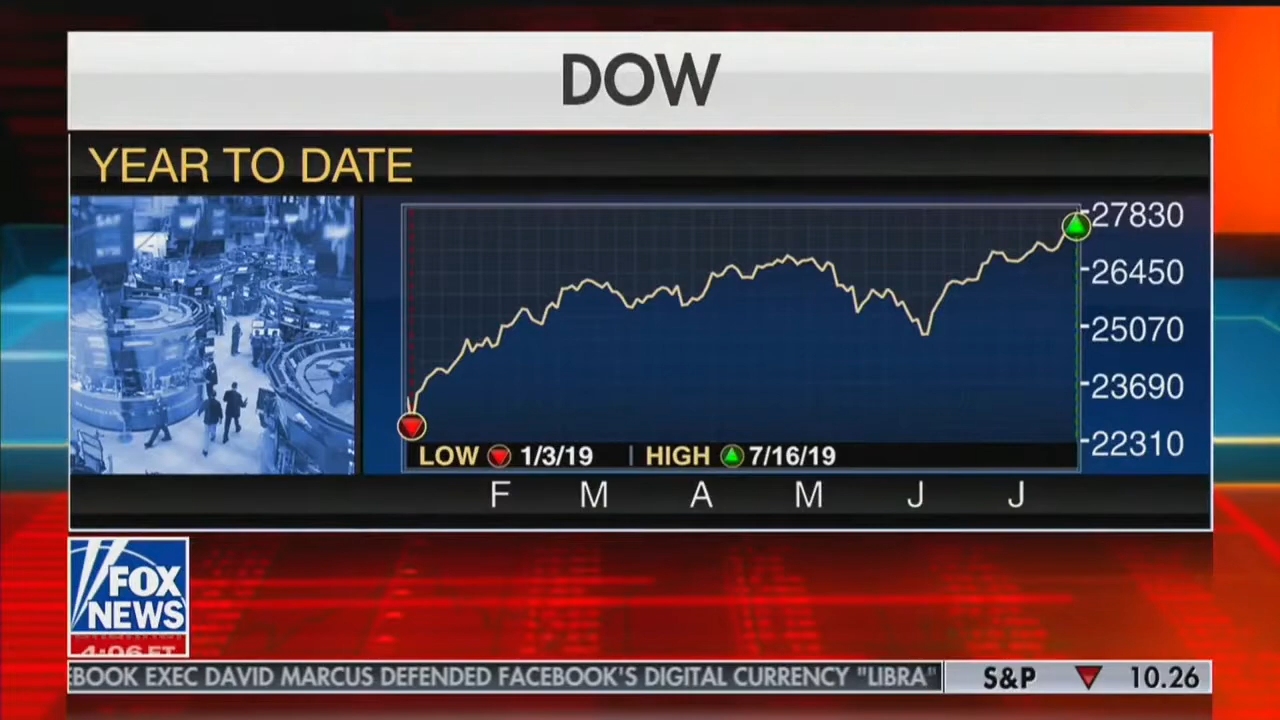 DOW
YEAR TO DATE
27830
26450
25070
23690
22310
LOW 1/3/19 | HIGH 7/16/19
F M A M J J
FOX
NEWS
EBOOK EXEC DAVID MARCUS DEFENDED FACEBOOK'S DIGITAL CURRENCY "LIBRA"
S&P 10.26